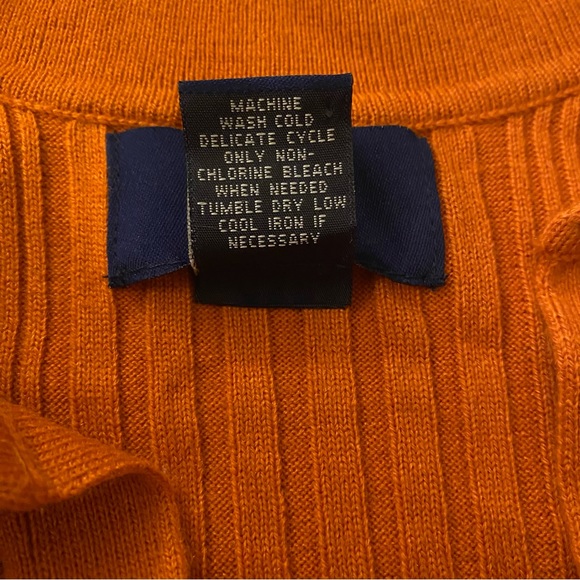 MACHINE
WASH COLD
DELICATE CYCLE
ONLY NON-
CHLORINE BLEACH
WHEN NEEDED
TUMBLE DRY LOW
COOL IRON IF
NECESSARY